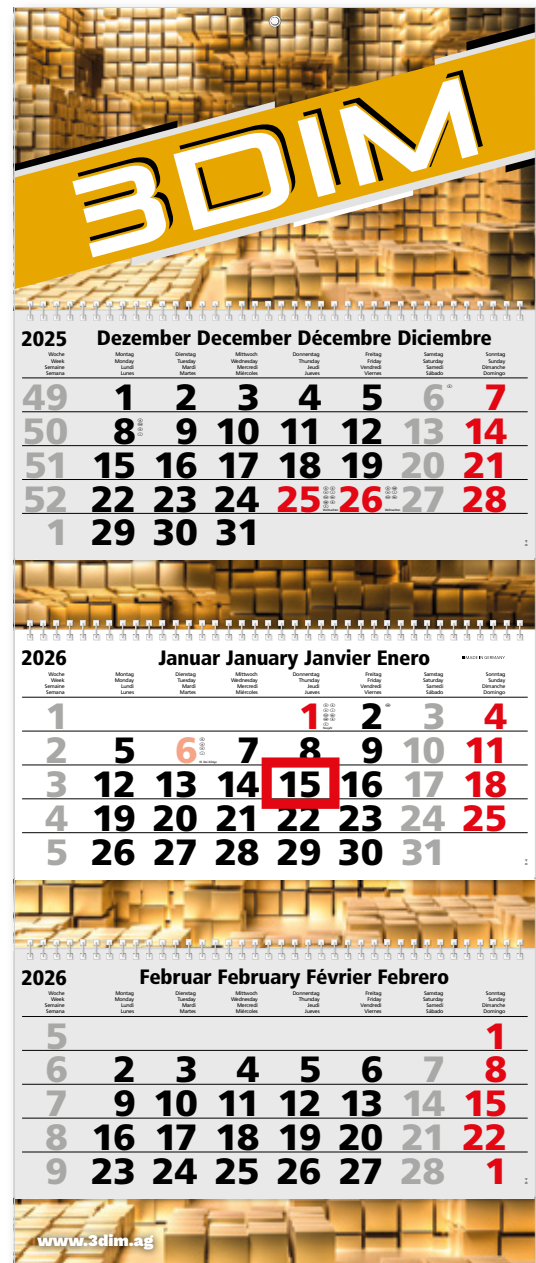 3DIM
2025 Dezember December Décembre Diciembre
Woche Montag Dienstag Mittwoch Donnerstag Freitag Samstag Sonntag
Week Monday Tuesday Wednesday Thursday Friday Saturday Sunday
Semaine Lundi Mardi Mercredi Jeudi Vendredi Samedi Dimanche
Semana Lunes Martes Miércoles Jueves Viernes Sábado Domingo
49 1 2 3 4 5 6 7
50 8 9 10 11 12 13 14
51 15 16 17 18 19 20 21
52 22 23 24 25 26 27 28
1 29 30 31
2026 Januar January Janvier Enero MADE IN GERMANY
Woche Montag Dienstag Mittwoch Donnerstag Freitag Samstag Sonntag
Week Monday Tuesday Wednesday Thursday Friday Saturday Sunday
Semaine Lundi Mardi Mercredi Jeudi Vendredi Samedi Dimanche
Semana Lunes Martes Miércoles Jueves Viernes Sábado Domingo
1 1 2 3 4
2 5 6 7 8 9 10 11
3 12 13 14 15 16 17 18
4 19 20 21 22 23 24 25
5 26 27 28 29 30 31
2026 Februar February Février Febrero
Woche Montag Dienstag Mittwoch Donnerstag Freitag Samstag Sonntag
Week Monday Tuesday Wednesday Thursday Friday Saturday Sunday
Semaine Lundi Mardi Mercredi Jeudi Vendredi Samedi Dimanche
Semana Lunes Martes Miércoles Jueves Viernes Sábado Domingo
5 1
6 2 3 4 5 6 7 8
7 9 10 11 12 13 14 15
8 16 17 18 19 20 21 22
9 23 24 25 26 27 28 1
www.3dim.ag